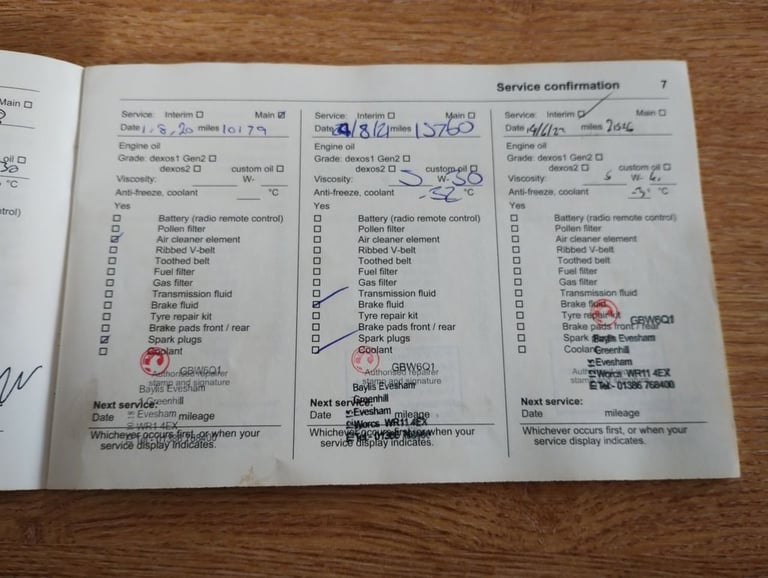 Service confirmation 7
Main ☐
oil ☐
°C
trol)
Service: Interim ☐ Main ☑
Date 1.8.20 miles 10179
Engine oil
Grade: dexos1 Gen2 ☐
dexos2 ☐ custom oil ☐
Viscosity: W-
Anti-freeze, coolant °C
Yes
☐ Battery (radio remote control)
☐ Pollen filter
☑ Air cleaner element
☐ Ribbed V-belt
☐ Toothed belt
☐ Fuel filter
☐ Gas filter
☐ Transmission fluid
☐ Brake fluid
☐ Tyre repair kit
☐ Brake pads front / rear
☑ Spark plugs
☐ Coolant
GBW6Q1
Authorised repairer
stamp and signature
Baylis Evesham
Greenhill
Evesham
WR11 4EX
Next service:
Date mileage
Whichever occurs first, or when your
service display indicates.
Service: Interim ☐ Main ☐
Date /8/21 miles 15760
Engine oil
Grade: dexos1 Gen2 ☐
dexos2 ☐ custom oil ☐
Viscosity: 5 W- 30
Anti-freeze, coolant -32 °C
☐ Battery (radio remote control)
☐ Pollen filter
☐ Air cleaner element
☐ Ribbed V-belt
☐ Toothed belt
☐ Fuel filter
☐ Gas filter
☐ Transmission fluid
☑ Brake fluid
☐ Tyre repair kit
☐ Brake pads front / rear
☐ Spark plugs
☑ Coolant
GBW6Q1
Authorised repairer
stamp and signature
Baylis Evesham
Greenhill
Evesham
Worcs WR11 4EX
Next service:
Date mileage
Whichever occurs first, or when your
service display indicates.
Service: Interim ☑ Main ☐
Date 14/6/22 miles 21526
Engine oil
Grade: dexos1 Gen2 ☐
dexos2 ☐ custom oil ☐
Viscosity: 5 W-
Anti-freeze, coolant °C
Yes
☐ Battery (radio remote control)
☐ Pollen filter
☐ Air cleaner element
☐ Ribbed V-belt
☐ Toothed belt
☐ Fuel filter
☐ Gas filter
☐ Transmission fluid
☐ Brake fluid
☐ Tyre repair kit
☐ Brake pads front / rear
☐ Spark
☐ Coolant
GBW6Q1
Baylis Evesham
Greenhill
Evesham
Worcs WR11 4EX
Tel - 01386 768400
Next service:
Date mileage
Whichever occurs first, or when your
service display indicates.